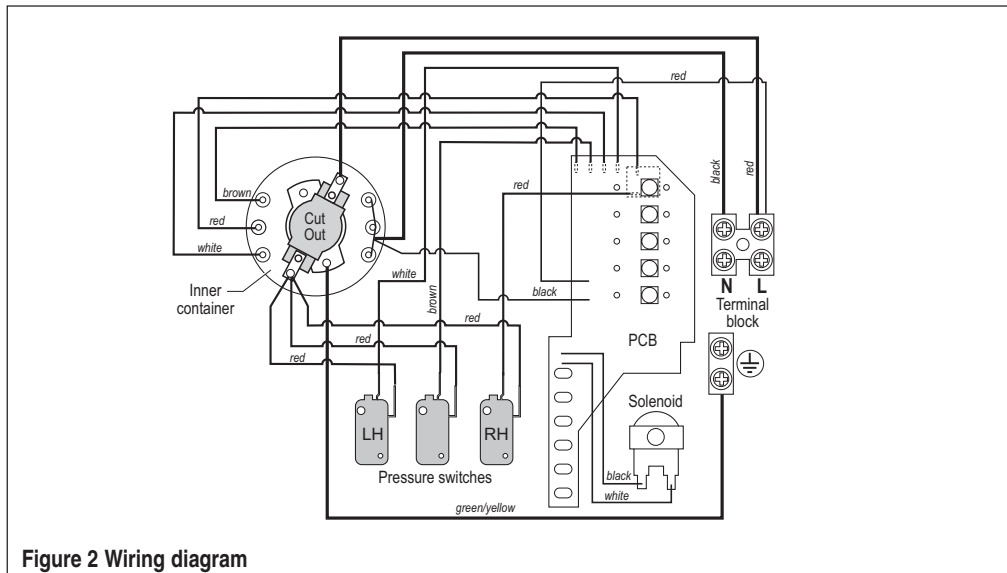 red
black
red
red
brown
Cut
Out
red
white
Inner
container
white
brown
black
N L
Terminal
block
PCB
red
red
red
Solenoid
LH
RH
Pressure switches
black
white
green/yellow
Figure 2 Wiring diagram